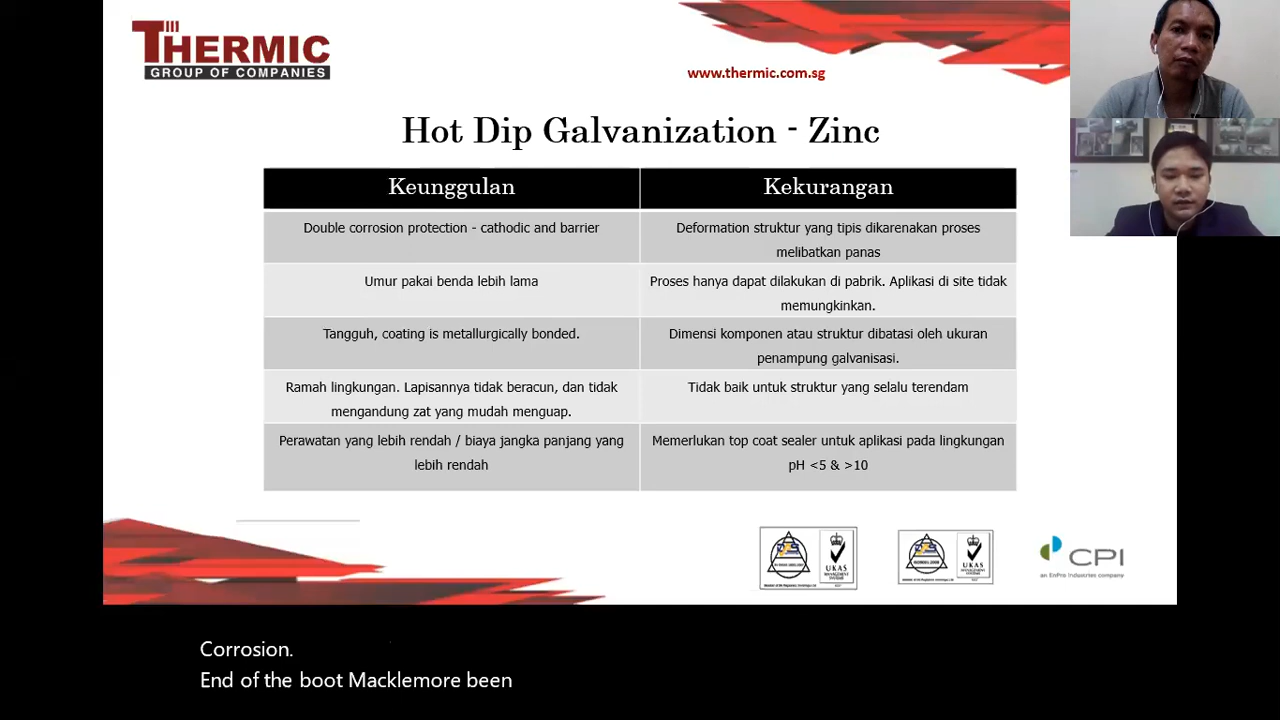 THERMIC
GROUP OF COMPANIES
www.thermic.com.sg
Hot Dip Galvanization - Zinc
Keunggulan
Kekurangan
Double corrosion protection - cathodic and barrier
Deformation struktur yang tipis dikarenakan proses
melibatkan panas
Umur pakai benda lebih lama
Proses hanya dapat dilakukan di pabrik. Aplikasi di site tidak
memungkinkan.
Tangguh, coating is metallurgically bonded.
Dimensi komponen atau struktur dibatasi oleh ukuran
penampung galvanisasi.
Ramah lingkungan. Lapisannya tidak beracun, dan tidak
mengandung zat yang mudah menguap.
Tidak baik untuk struktur yang selalu terendam
Perawatan yang lebih rendah / biaya jangka panjang yang
lebih rendah
Memerlukan top coat sealer untuk aplikasi pada lingkungan
pH <5 & >10
UKAS
MANAGEMENT
SYSTEMS
UKAS
MANAGEMENT
SYSTEMS
CPI
an EnPro Industries company
Corrosion.
End of the boot Macklemore been